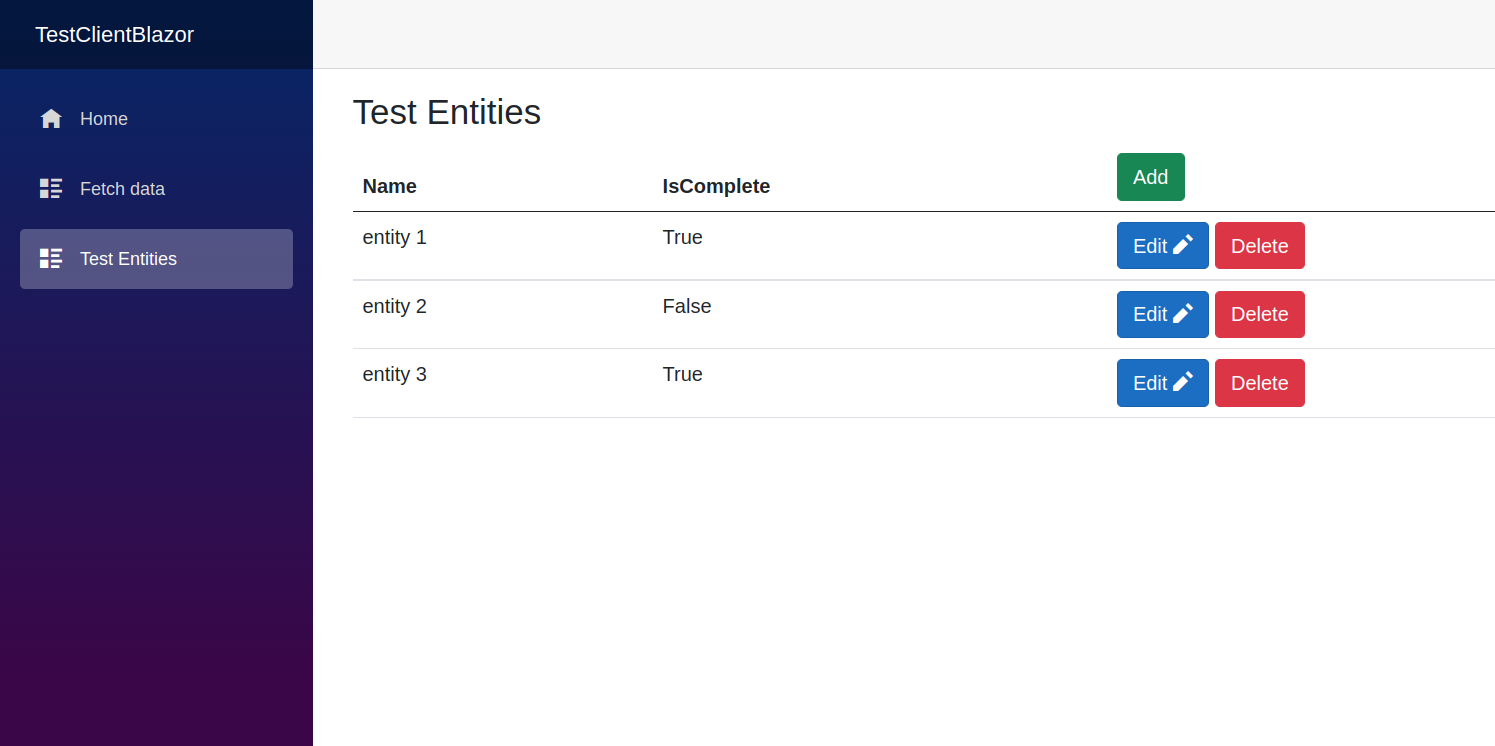 TestClientBlazor
Home
Fetch data
Test Entities
Test Entities
Name IsComplete Add
entity 1 True Edit Delete
entity 2 False Edit Delete
entity 3 True Edit Delete